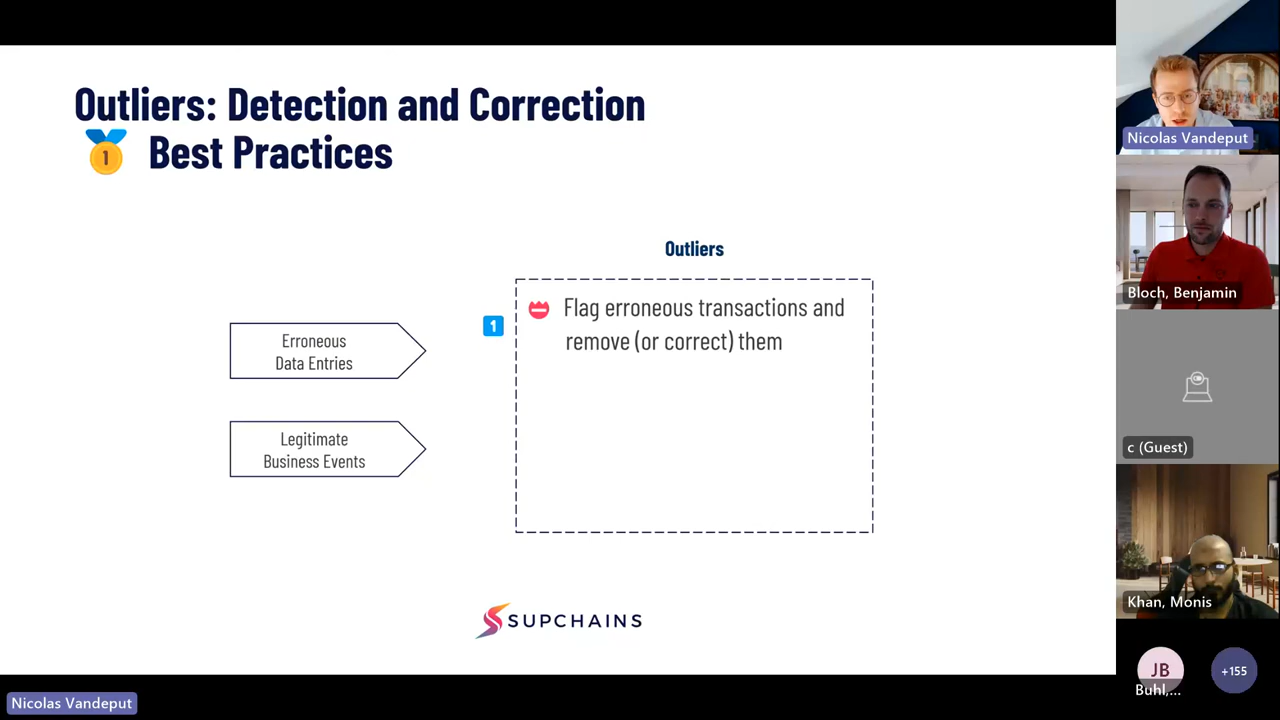 Outliers: Detection and Correction
1 Best Practices
Outliers
1
Flag erroneous transactions and
remove (or correct) them
Erroneous
Data Entries
Legitimate
Business Events
SUPCHAINS
Nicolas Vandeput
Nicolas Vandeput
Bloch, Benjamin
c (Guest)
Khan, Monis
JB
Buhl,...
+155